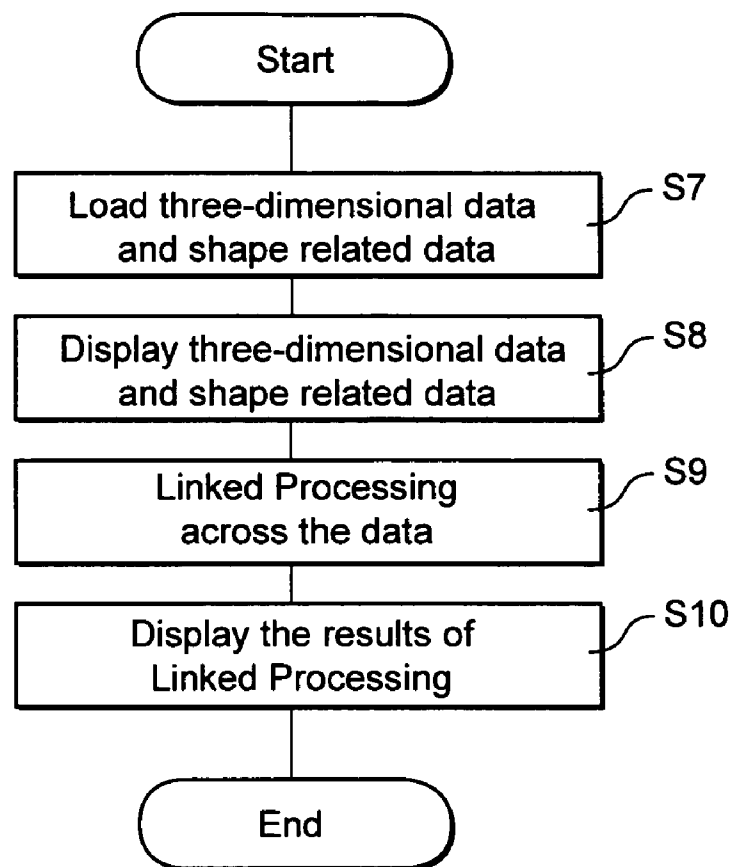 Start
Load three-dimensional data
and shape related data
S7
Display three-dimensional data
and shape related data
S8
Linked Processing
across the data
S9
Display the results of
Linked Processing
S10
End